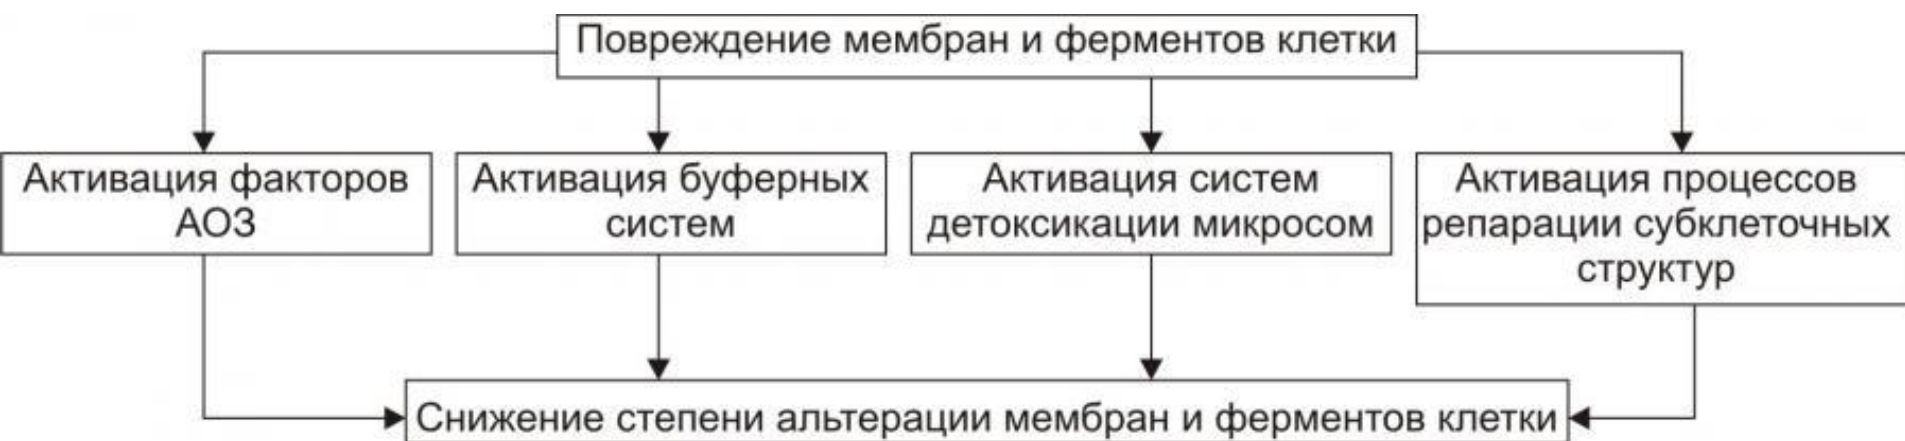 Повреждение мембран и ферментов клетки
Активация факторов
АОЗ
Активация буферных
систем
Активация систем
детоксикации микросом
Активация процессов
репарации субклеточных
структур
Снижение степени альтерации мембран и ферментов клетки